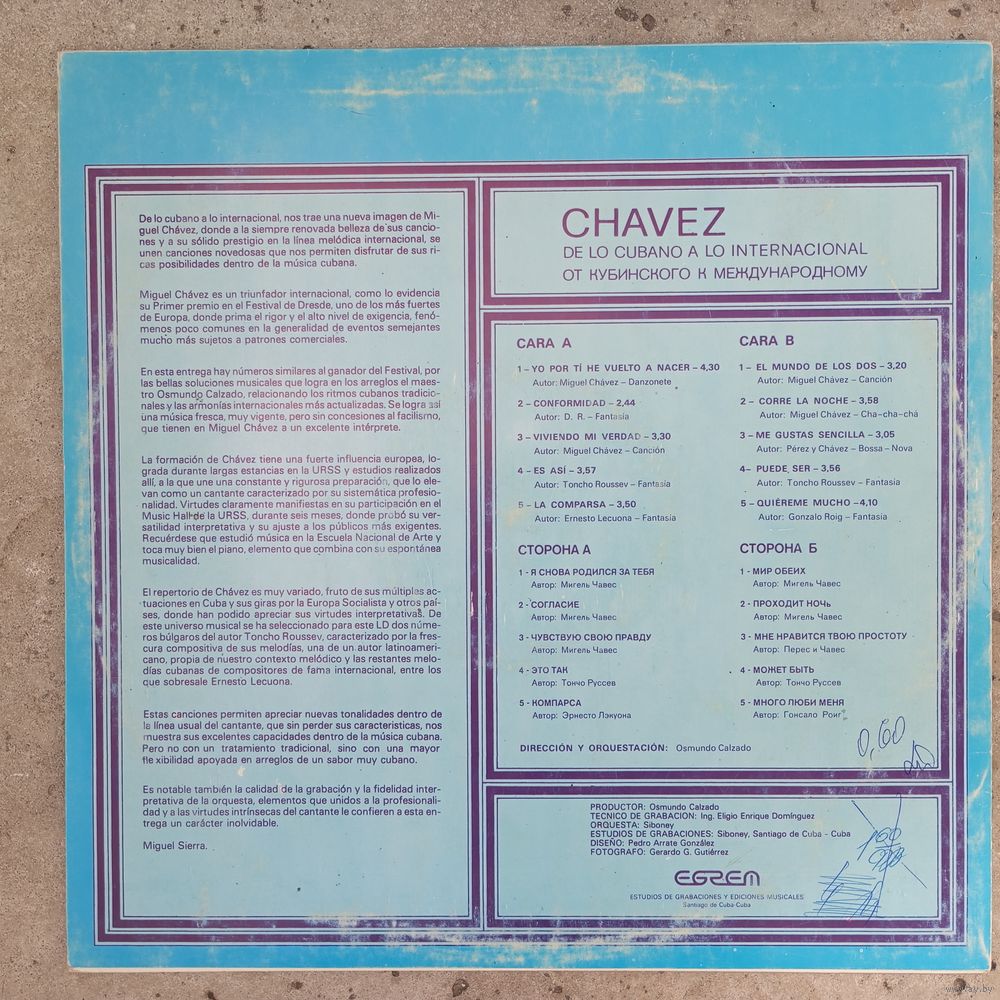 De lo cubano a lo internacional, nos trae una nueva imagen de Mi-
guel Chávez, donde a la siempre renovada belleza de sus cancio-
nes y a su sólido prestigio en la línea melódica internacional, se
unen canciones novedosas que nos permiten disfrutar de sus ri-
cas posibilidades dentro de la música cubana.
Miguel Chávez es un triunfador internacional, como lo evidencia
su Primer premio en el Festival de Dresde, uno de los más fuertes
de Europa, donde prima el rigor y el alto nivel de exigencia, fenó-
menos poco comunes en la generalidad de eventos semejantes
mucho más sujetos a patrones comerciales.
En esta entrega hay números similares al ganador del Festival, por
las bellas soluciones musicales que logra en los arreglos el maes-
tro Osmundo Calzado, relacionando los ritmos cubanos tradicio-
nales y las armonías internacionales más actualizadas. Se logra así
una música fresca, muy vigente, pero sin concesiones al facilismo,
que tienen en Miguel Chávez a un excelente intérprete.
La formación de Chávez tiene una fuerte influencia europea, lo-
grada durante largas estancias en la URSS y estudios realizados
allí, a la que une una constante y rigurosa preparación, que lo ele-
van como un cantante caracterizado por su sistemática profesio-
nalidad. Virtudes claramente manifiestas en su participación en el
Music Hall de la URSS, durante seis meses, donde probó su ver-
satilidad interpretativa y su ajuste a los públicos más exigentes.
Recuérdese que estudió música en la Escuela Nacional de Arte y
toca muy bien el piano, elemento que combina con su espontánea
musicalidad.
El repertorio de Chávez es muy variado, fruto de sus múltiples ac-
tuaciones en Cuba y sus giras por la Europa Socialista y otros paí-
ses, donde han podido apreciar sus virtudes interpretativas. De
este universo musical se ha seleccionado para este LD dos núme-
ros búlgaros del autor Toncho Roussev, caracterizado por la fres-
cura compositiva de sus melodías, una de un autor latinoameri-
cano, propia de nuestro contexto melódico y las restantes melo-
días cubanas de compositores de fama internacional, entre los
que sobresale Ernesto Lecuona.
Estas canciones permiten apreciar nuevas tonalidades dentro de
la línea usual del cantante, que sin perder sus características, nos
muestra sus excelentes capacidades dentro de la música cubana.
Pero no con un tratamiento tradicional, sino con una mayor
flexibilidad apoyada en arreglos de un sabor muy cubano.
Es notable también la calidad de la grabación y la fidelidad inter-
pretativa de la orquesta, elementos que unidos a la profesionali-
dad y a las virtudes intrínsecas del cantante le confieren a esta en-
trega un carácter inolvidable.
Miguel Sierra.
CHAVEZ
DE LO CUBANO A LO INTERNACIONAL
ОТ КУБИНСКОГО К МЕЖДУНАРОДНОМУ
CARA A
1 – YO POR TÍ HE VUELTO A NACER – 4,30
Autor: Miguel Chávez – Danzonete
2 – CONFORMIDAD – 2,44
Autor: D. R. – Fantasía
3 – VIVIENDO MI VERDAD – 3,30
Autor: Miguel Chávez – Canción
4 – ES ASÍ – 3,57
Autor: Toncho Roussev – Fantasía
5 – LA COMPARSA – 3,50
Autor: Ernesto Lecuona – Fantasía
CARA B
1 – EL MUNDO DE LOS DOS – 3,20
Autor: Miguel Chávez – Canción
2 – CORRE LA NOCHE – 3,58
Autor: Miguel Chávez – Cha-cha-chá
3 – ME GUSTAS SENCILLA – 3,05
Autor: Pérez y Chávez – Bossa – Nova
4 – PUEDE SER – 3,56
Autor: Toncho Roussev – Fantasía
5 – QUIÉREME MUCHO – 4,10
Autor: Gonzalo Roig – Fantasía
СТОРОНА А
1 - Я СНОВА РОДИЛСЯ ЗА ТЕБЯ
Автор: Мигель Чавес
2 - СОГЛАСИЕ
Автор: Мигель Чавес
3 - ЧУВСТВУЮ СВОЮ ПРАВДУ
Автор: Мигель Чавес
4 - ЭТО ТАК
Автор: Тончо Руссев
5 - КОМПАРСА
Автор: Эрнесто Лэкуона
СТОРОНА Б
1 - МИР ОБЕИХ
Автор: Мигель Чавес
2 - ПРОХОДИТ НОЧЬ
Автор: Мигель Чавес
3 - МНЕ НРАВИТСЯ ТВОЮ ПРОСТОТУ
Автор: Перес и Чавес
4 - МОЖЕТ БЫТЬ
Автор: Тончо Руссев
5 - МНОГО ЛЮБИ МЕНЯ
Автор: Гонсало Роиг
DIRECCIÓN Y ORQUESTACIÓN: Osmundo Calzado
0,60
PRODUCTOR: Osmundo Calzado
TECNICO DE GRABACION: Ing. Eligio Enrique Domínguez
ORQUESTA: Siboney
ESTUDIOS DE GRABACIONES: Siboney, Santiago de Cuba - Cuba
DISEÑO: Pedro Arrate González
FOTOGRAFO: Gerardo G. Gutiérrez
EGREM
ESTUDIOS DE GRABACIONES Y EDICIONES MUSICALES
Santiago de Cuba-Cuba
www.ay.by